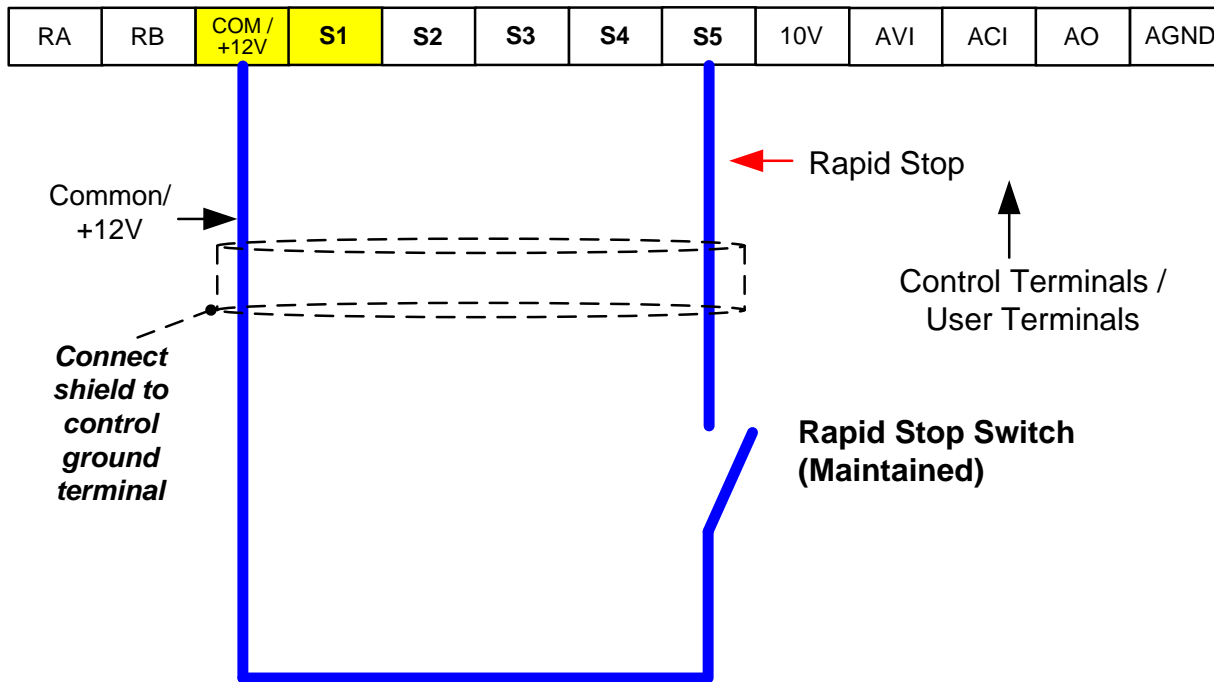 RA RB COM / +12V S1 S2 S3 S4 S5 10V AVI ACI AO AGND
Rapid Stop
Common/
+12V
Control Terminals /
User Terminals
Connect
shield to
control
ground
terminal
Rapid Stop Switch
(Maintained)